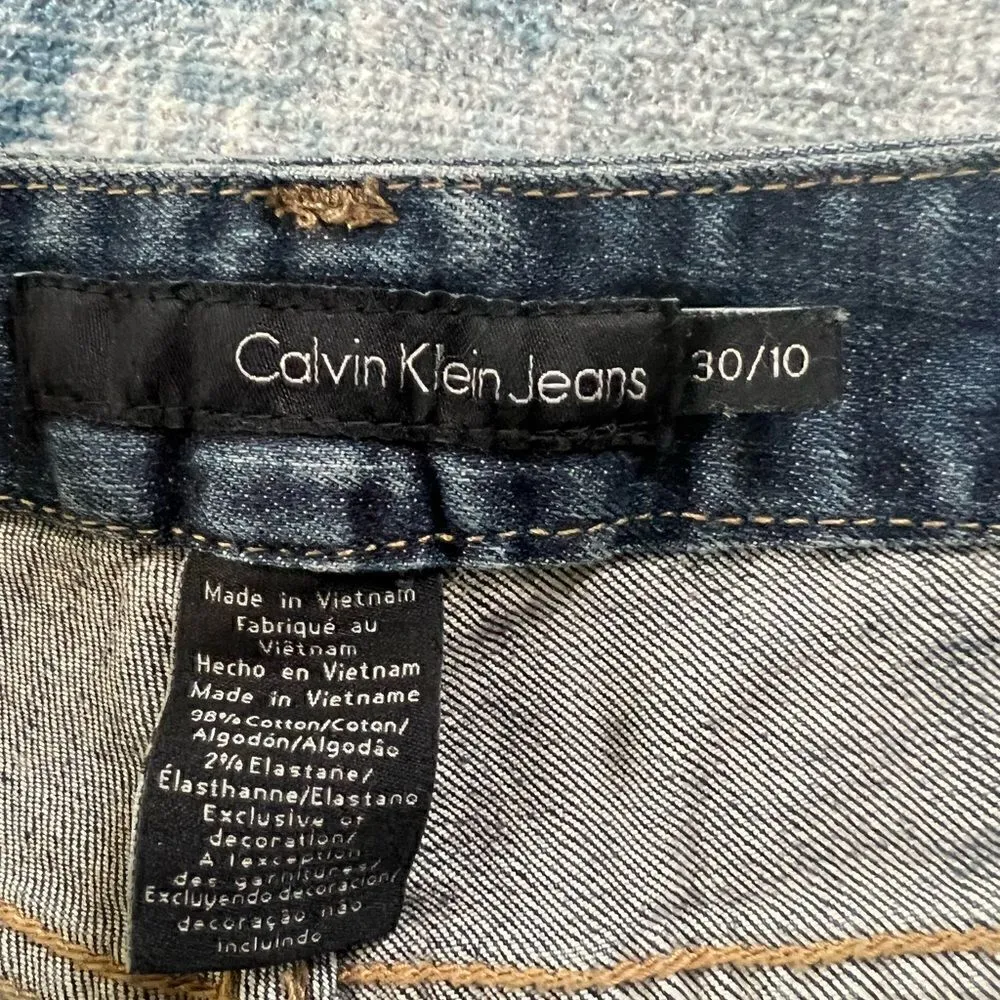 Calvin Klein Jeans 30/10
Made in Vietnam
Fabriqué au
Viêtnam
Hecho en Vietnam
Made in Vietname
98% Cotton/Coton/
Algodón/Algodão
2% Elastane/
Élasthanne/Elastano
Exclusive of
decoration/
A l'exception
des garnitures/
Excluyendo decoración/
decoração não
incluindo